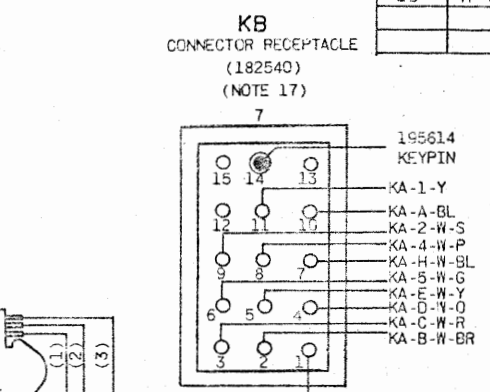 KB
CONNECTOR RECEPTACLE
(182540)
(NOTE 17)
7
195614
KEYPIN
15 14 13
KA-1-Y
12 11 10
KA-A-BL
KA-2-W-S
KA-4-W-P
9 8 7
KA-H-W-BL
KA-5-W-G
KA-E-W-Y
6 5 4
KA-D-W-O
KA-C-W-R
3 2 1
KA-B-W-BR
(1) (2) (3)